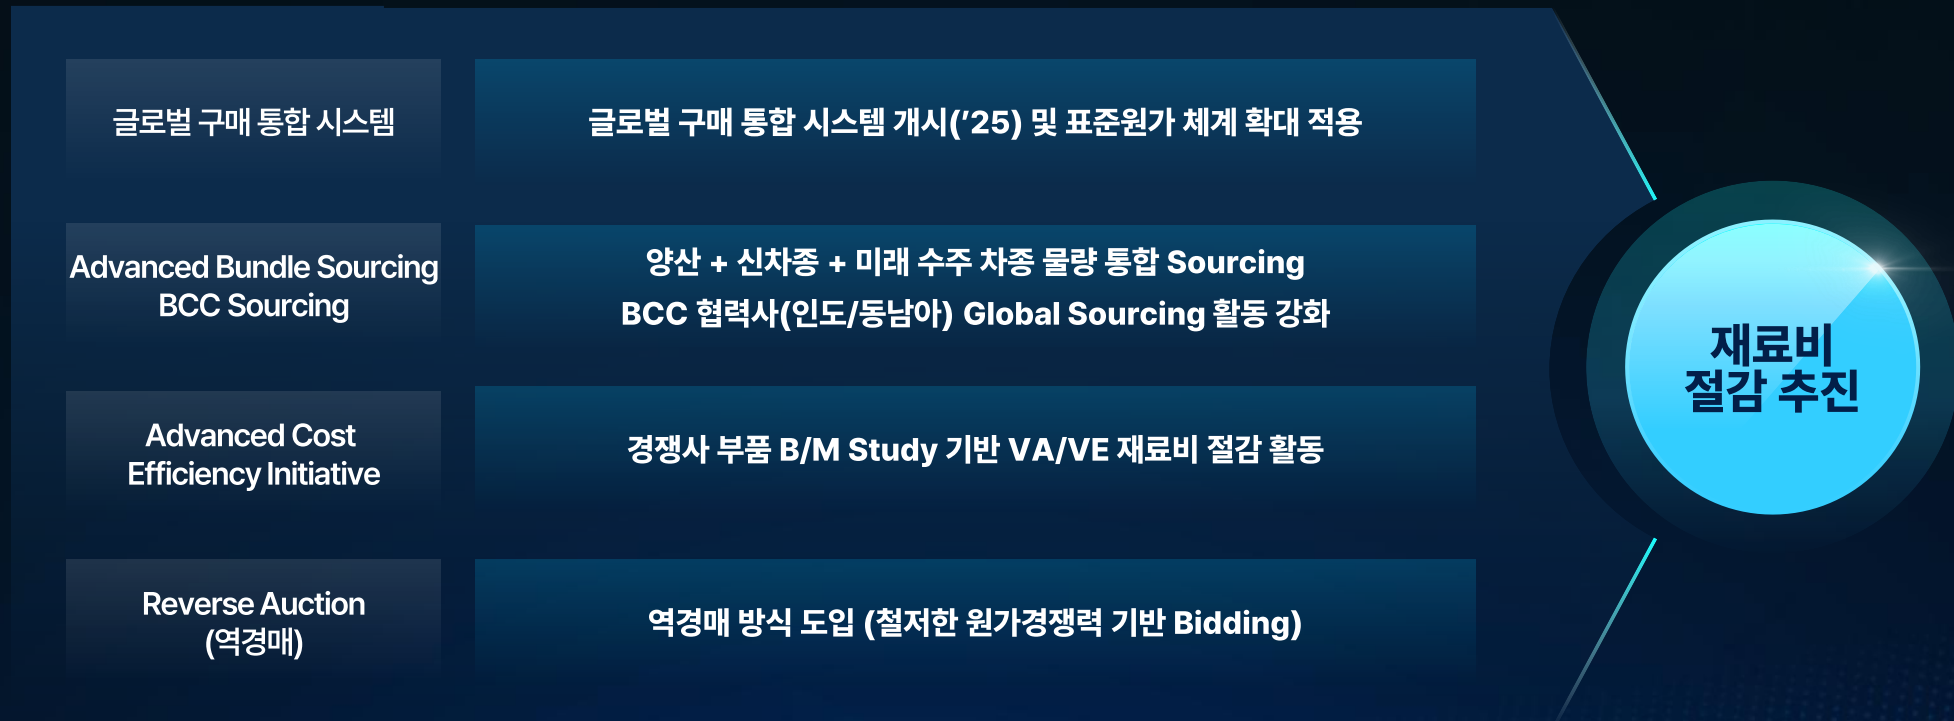 글로벌 구매 통합 시스템
글로벌 구매 통합 시스템 개시(’25) 및 표준원가 체계 확대 적용
Advanced Bundle Sourcing
BCC Sourcing
양산 + 신차종 + 미래 수주 차종 물량 통합 Sourcing
BCC 협력사(인도/동남아) Global Sourcing 활동 강화
Advanced Cost
Efficiency Initiative
경쟁사 부품 B/M Study 기반 VA/VE 재료비 절감 활동
Reverse Auction
(역경매)
역경매 방식 도입 (철저한 원가경쟁력 기반 Bidding)
재료비
절감 추진